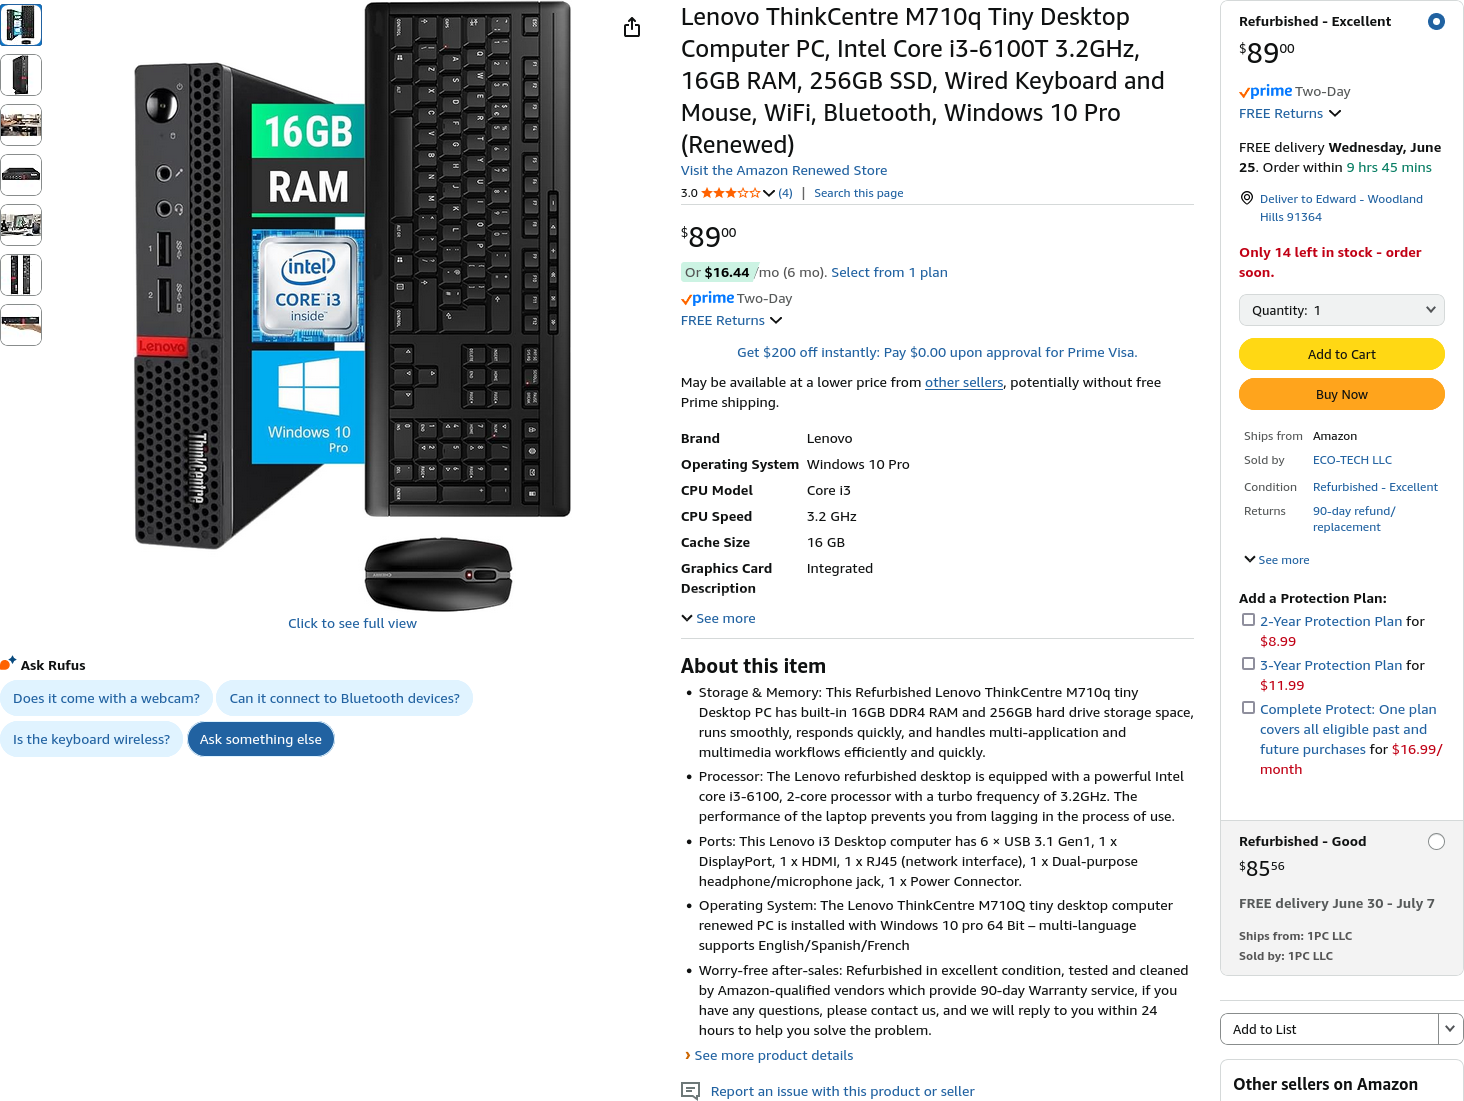 Lenovo ThinkCentre M710q Tiny Desktop
Computer PC, Intel Core i3-6100T 3.2GHz,
16GB RAM, 256GB SSD, Wired Keyboard and
Mouse, WiFi, Bluetooth, Windows 10 Pro
(Renewed)
Visit the Amazon Renewed Store
3.0 (4) | Search this page
$8900
Or $16.44 /mo (6 mo). Select from 1 plan
prime Two-Day
FREE Returns
Get $200 off instantly: Pay $0.00 upon approval for Prime Visa.
May be available at a lower price from other sellers, potentially without free
Prime shipping.
Brand Lenovo
Operating System Windows 10 Pro
CPU Model Core i3
CPU Speed 3.2 GHz
Cache Size 16 GB
Graphics Card Integrated
Description
See more
About this item
• Storage & Memory: This Refurbished Lenovo ThinkCentre M710q tiny
Desktop PC has built-in 16GB DDR4 RAM and 256GB hard drive storage space,
runs smoothly, responds quickly, and handles multi-application and
multimedia workflows efficiently and quickly.
• Processor: The Lenovo refurbished desktop is equipped with a powerful Intel
core i3-6100, 2-core processor with a turbo frequency of 3.2GHz. The
performance of the laptop prevents you from lagging in the process of use.
• Ports: This Lenovo i3 Desktop computer has 6 × USB 3.1 Gen1, 1 x
DisplayPort, 1 x HDMI, 1 x RJ45 (network interface), 1 x Dual-purpose
headphone/microphone jack, 1 x Power Connector.
• Operating System: The Lenovo ThinkCentre M710Q tiny desktop computer
renewed PC is installed with Windows 10 pro 64 Bit – multi-language
supports English/Spanish/French
• Worry-free after-sales: Refurbished in excellent condition, tested and cleaned
by Amazon-qualified vendors which provide 90-day Warranty service, if you
have any questions, please contact us, and we will reply to you within 24
hours to help you solve the problem.
› See more product details
Report an issue with this product or seller
16GB
RAM
intel
CORE i3
inside™
Windows 10
Pro
Lenovo
ThinkCentre
1
2
Click to see full view
Ask Rufus
Does it come with a webcam?
Can it connect to Bluetooth devices?
Is the keyboard wireless?
Ask something else
Refurbished - Excellent
$8900
prime Two-Day
FREE Returns
FREE delivery Wednesday, June
25. Order within 9 hrs 45 mins
Deliver to Edward - Woodland
Hills 91364
Only 14 left in stock - order
soon.
Quantity: 1
Add to Cart
Buy Now
Ships from Amazon
Sold by ECO-TECH LLC
Condition Refurbished - Excellent
Returns 90-day refund/
replacement
See more
Add a Protection Plan:
2-Year Protection Plan for
$8.99
3-Year Protection Plan for
$11.99
Complete Protect: One plan
covers all eligible past and
future purchases for $16.99/
month
Refurbished - Good
$8556
FREE delivery June 30 - July 7
Ships from: 1PC LLC
Sold by: 1PC LLC
Add to List
Other sellers on Amazon